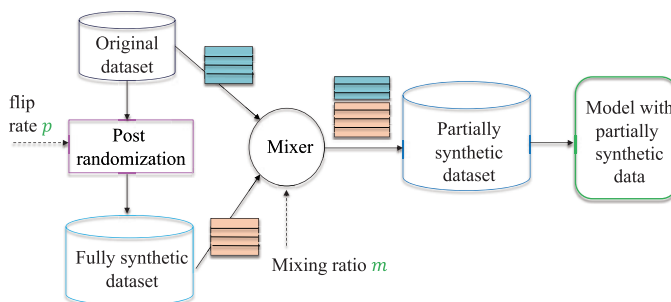 Original
dataset
flip
rate p
Post
randomization
Fully synthetic
dataset
Mixer
Mixing ratio m
Partially
synthetic
dataset
Model with
partially
synthetic
data